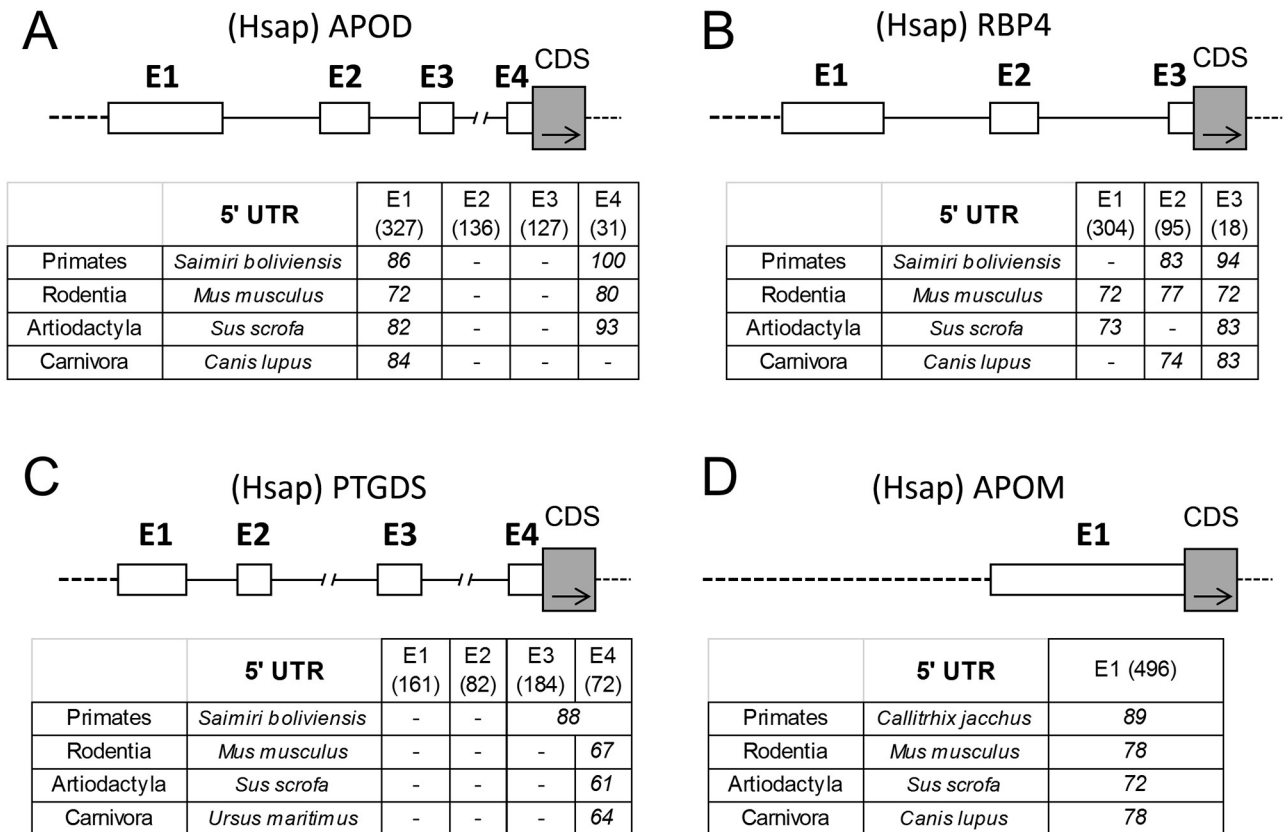 A
(Hsap) APOD
CDS
E1 E2 E3 E4
5' UTR E1 (327) E2 (136) E3 (127) E4 (31)
Primates Saimiri boliviensis 86 - - 100
Rodentia Mus musculus 72 - - 80
Artiodactyla Sus scrofa 82 - - 93
Carnivora Canis lupus 84 - - -
B
(Hsap) RBP4
CDS
E1 E2 E3
5' UTR E1 (304) E2 (95) E3 (18)
Primates Saimiri boliviensis - 83 94
Rodentia Mus musculus 72 77 72
Artiodactyla Sus scrofa 73 - 83
Carnivora Canis lupus - 74 83
C
(Hsap) PTGDS
CDS
E1 E2 E3 E4
5' UTR E1 (161) E2 (82) E3 (184) E4 (72)
Primates Saimiri boliviensis - - 88
Rodentia Mus musculus - - - 67
Artiodactyla Sus scrofa - - - 61
Carnivora Ursus maritimus - - - 64
D
(Hsap) APOM
CDS
E1
5' UTR E1 (496)
Primates Callitrhix jacchus 89
Rodentia Mus musculus 78
Artiodactyla Sus scrofa 72
Carnivora Canis lupus 78